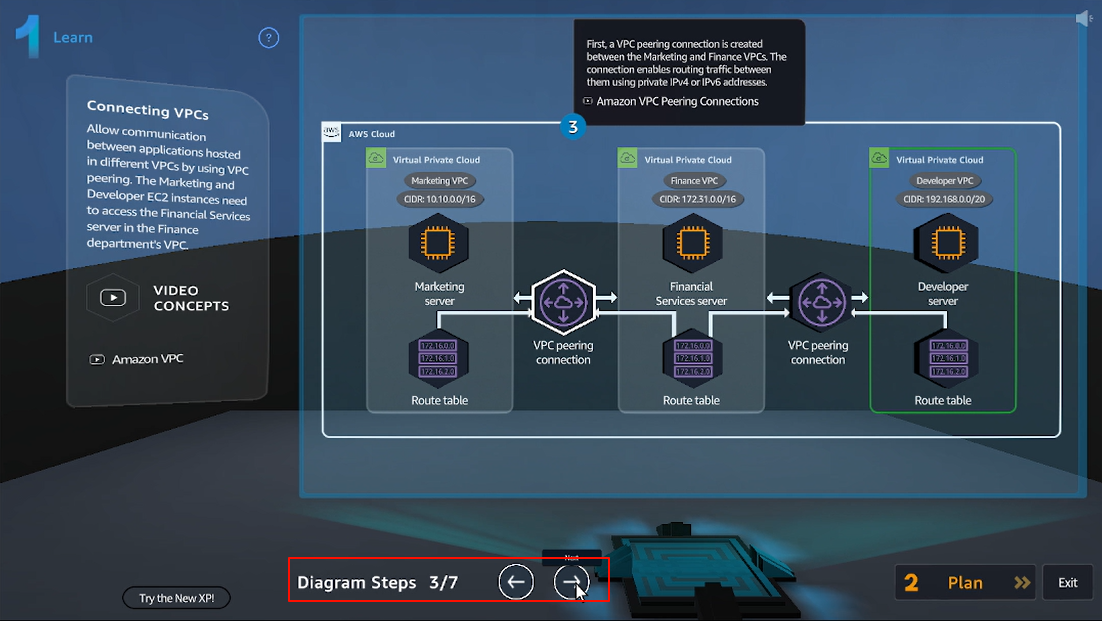 1 Learn
?
Connecting VPCs
Allow communication
between applications hosted
in different VPCs by using VPC
peering. The Marketing and
Developer EC2 instances need
to access the Financial Services
server in the Finance
department's VPC.
VIDEO
CONCEPTS
Amazon VPC
First, a VPC peering connection is created
between the Marketing and Finance VPCs. The
connection enables routing traffic between
them using private IPv4 or IPv6 addresses.
Amazon VPC Peering Connections
3
aws AWS Cloud
Virtual Private Cloud
Marketing VPC
CIDR: 10.10.0.0/16
Marketing
server
172.16.0.0
172.16.1.0
172.16.2.0
Route table
VPC peering
connection
Virtual Private Cloud
Finance VPC
CIDR: 172.31.0.0/16
Financial
Services server
172.16.0.0
172.16.1.0
172.16.2.0
Route table
VPC peering
connection
Virtual Private Cloud
Developer VPC
CIDR: 192.168.0.0/20
Developer
server
172.16.0.0
172.16.1.0
172.16.2.0
Route table
Try the New XP!
Next
Diagram Steps 3/7
2 Plan
Exit